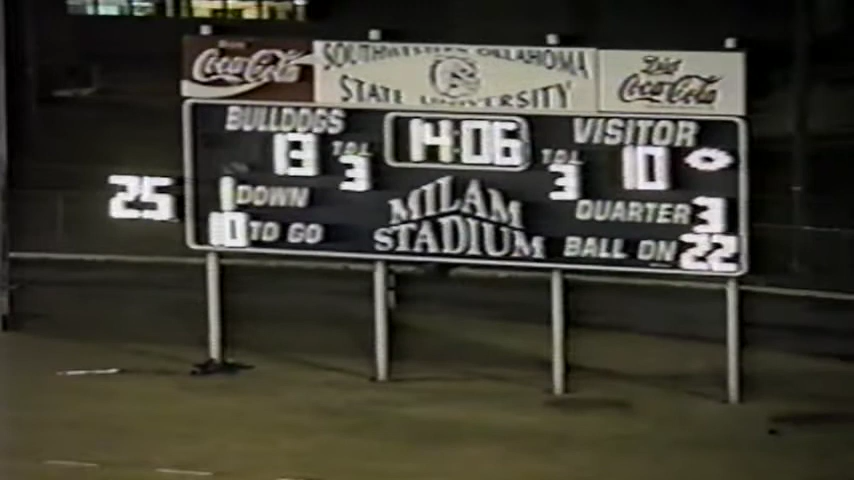 Coca-Cola
SOUTHWESTERN OKLAHOMA
STATE UNIVERSITY
Diet
Coca-Cola
BULLDOGS
14:06
VISITOR
13
T.O.L
3
T.O.L
3
10
25
1 DOWN
MILAM
STADIUM
QUARTER 3
10 TO GO
BALL ON 22